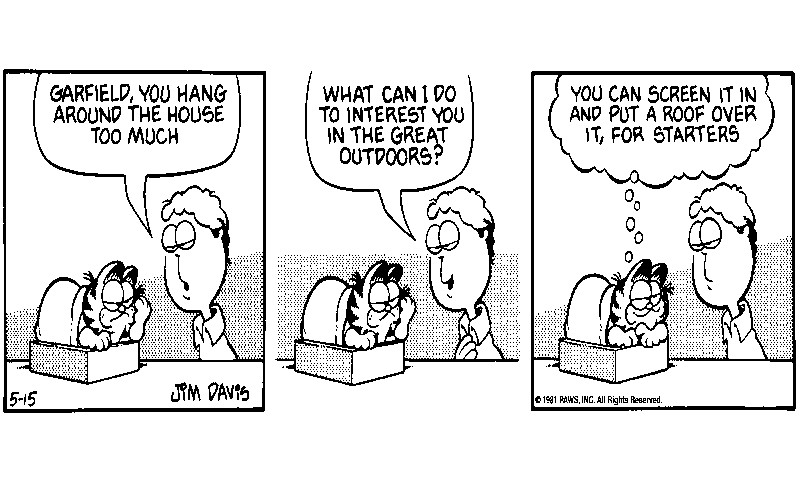 GARFIELD, YOU HANG
AROUND THE HOUSE
TOO MUCH
5-15
JIM DAVIS
WHAT CAN I DO
TO INTEREST YOU
IN THE GREAT
OUTDOORS?
YOU CAN SCREEN IT IN
AND PUT A ROOF OVER
IT, FOR STARTERS
© 1981 PAWS, INC. All Rights Reserved.